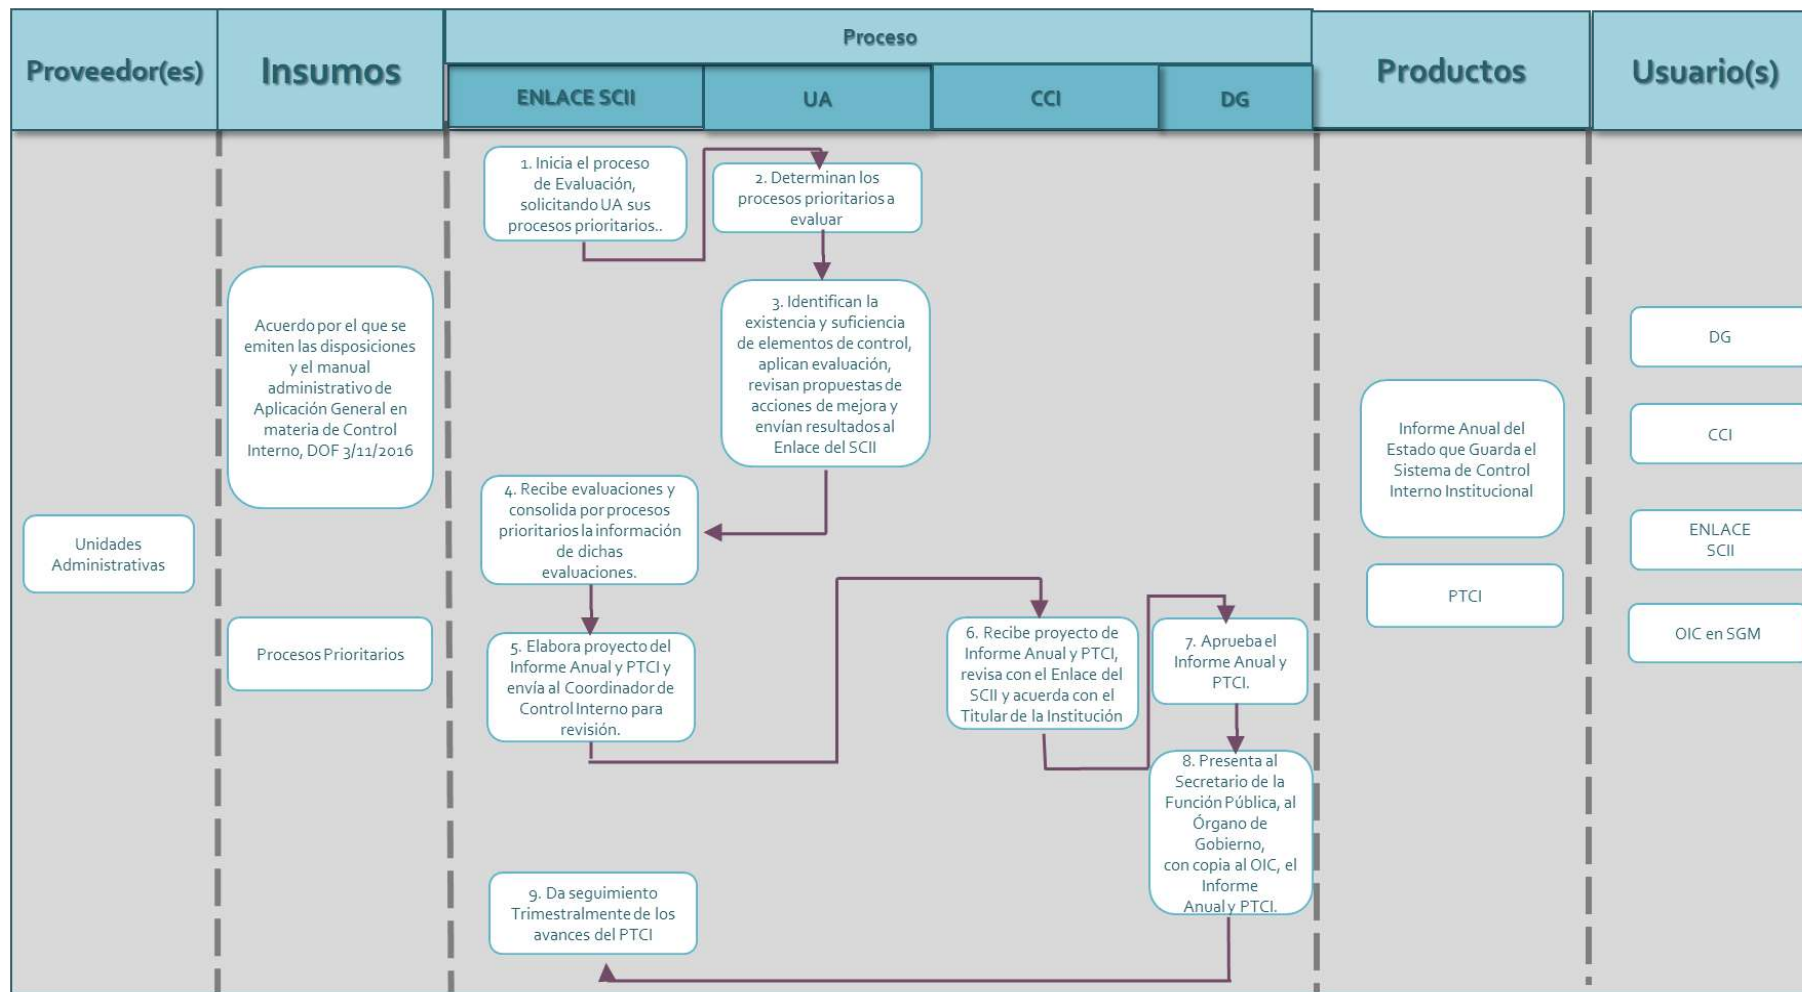 Proveedor(es)
Insumos
Proceso
ENLACE SCII
UA
CCI
DG
Productos
Usuario(s)
Unidades
Administrativas
Acuerdo por el que se
emiten las disposiciones
y el manual
administrativo de
Aplicación General en
materia de Control
Interno, DOF 3/11/2016
Procesos Prioritarios
1. Inicia el proceso
de Evaluación,
solicitando UA sus
procesos prioritarios..
2. Determinan los
procesos prioritarios a
evaluar
3. Identifican la
existencia y suficiencia
de elementos de control,
aplican evaluación,
revisan propuestas de
acciones de mejora y
envían resultados al
Enlace del SCII
4. Recibe evaluaciones y
consolida por procesos
prioritarios la información
de dichas
evaluaciones.
5. Elabora proyecto del
Informe Anual y PTCI y
envía al Coordinador de
Control Interno para
revisión.
6. Recibe proyecto de
Informe Anual y PTCI,
revisa con el Enlace del
SCII y acuerda con el
Titular de la Institución
7. Aprueba el
Informe Anual y
PTCI.
8. Presenta al
Secretario de la
Función Pública, al
Órgano de
Gobierno,
con copia al OIC, el
Informe
Anual y PTCI.
9. Da seguimiento
Trimestralmente de los
avances del PTCI
Informe Anual del
Estado que Guarda el
Sistema de Control
Interno Institucional
PTCI
DG
CCI
ENLACE
SCII
OIC en SGM